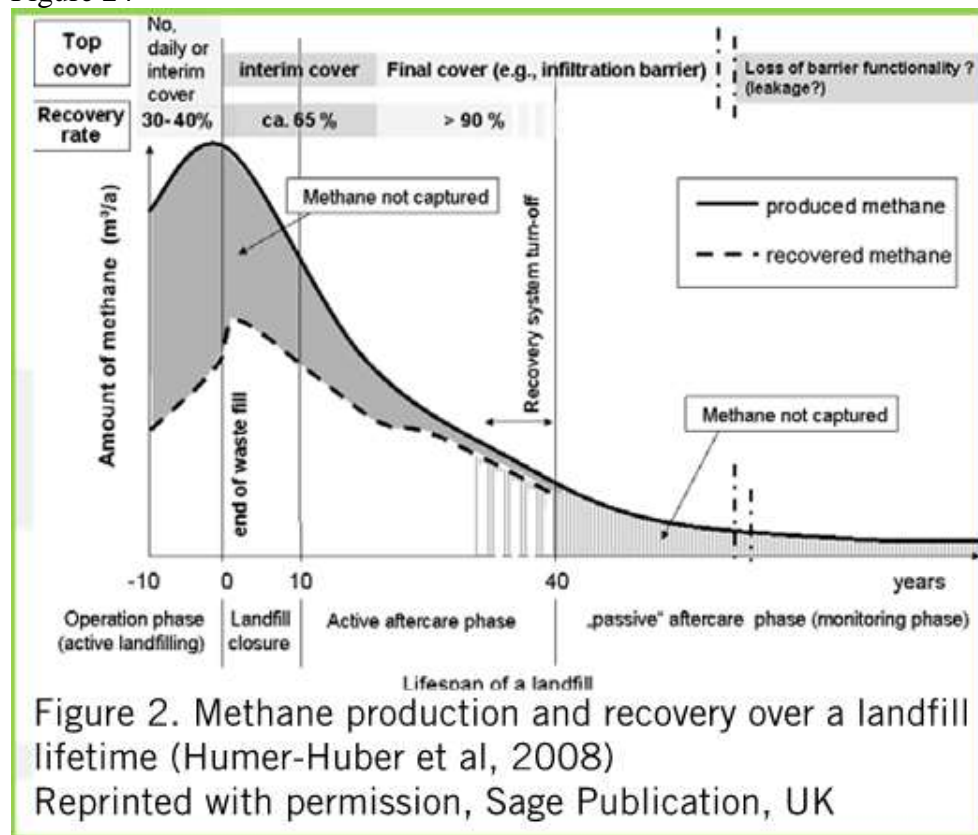 Top cover
No, daily or interim cover
interim cover
Final cover (e.g., infiltration barrier)
Loss of barrier functionality ? (leakage?)
Recovery rate
30-40%
ca. 65 %
> 90 %
Amount of methane (m³/a)
Methane not captured
end of waste fill
Recovery system turn-off
produced methane
recovered methane
Methane not captured
-10
0
10
40
years
Operation phase (active landfilling)
Landfill closure
Active aftercare phase
„passive“ aftercare phase (monitoring phase)
Lifespan of a landfill
Figure 2. Methane production and recovery over a landfill
lifetime (Humer-Huber et al, 2008)
Reprinted with permission, Sage Publication, UK